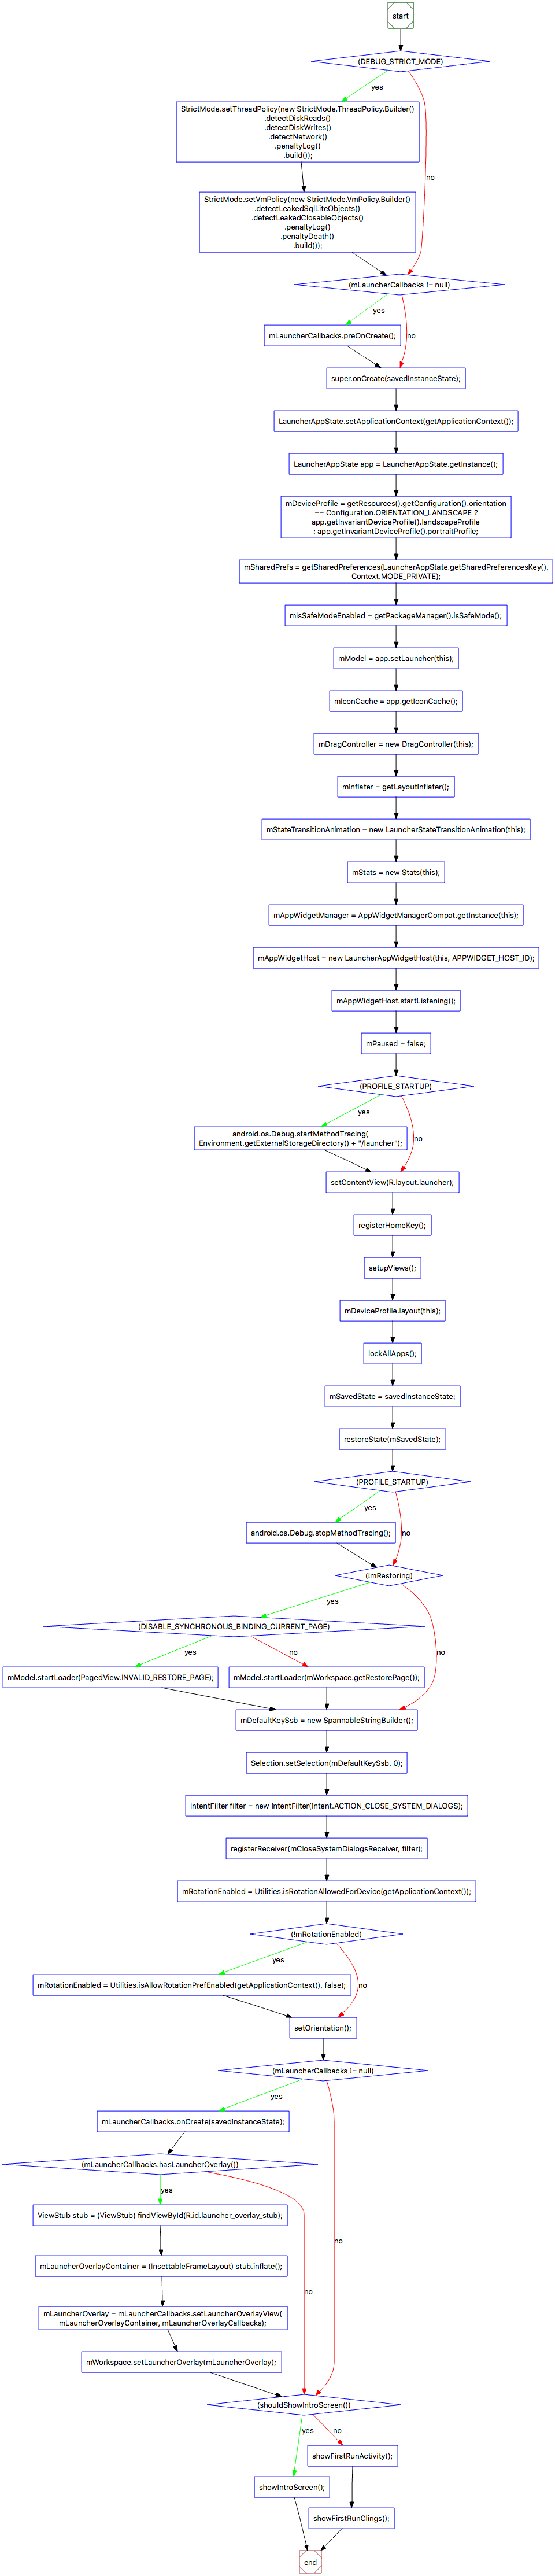 start
(DEBUG_STRICT_MODE)
yes
StrictMode.setThreadPolicy(new StrictMode.ThreadPolicy.Builder()
.detectDiskReads()
.detectDiskWrites()
.detectNetwork()
.penaltyLog()
.build());
no
StrictMode.setVmPolicy(new StrictMode.VmPolicy.Builder()
.detectLeakedSqlLiteObjects()
.detectLeakedClosableObjects()
.penaltyLog()
.penaltyDeath()
.build());
(mLauncherCallbacks != null)
yes
mLauncherCallbacks.preOnCreate();
no
super.onCreate(savedInstanceState);
LauncherAppState.setApplicationContext(getApplicationContext());
LauncherAppState app = LauncherAppState.getInstance();
mDeviceProfile = getResources().getConfiguration().orientation
== Configuration.ORIENTATION_LANDSCAPE ?
app.getInvariantDeviceProfile().landscapeProfile
: app.getInvariantDeviceProfile().portraitProfile;
mSharedPrefs = getSharedPreferences(LauncherAppState.getSharedPreferencesKey(),
Context.MODE_PRIVATE);
mIsSafeModeEnabled = getPackageManager().isSafeMode();
mModel = app.setLauncher(this);
mIconCache = app.getIconCache();
mDragController = new DragController(this);
mInflater = getLayoutInflater();
mStateTransitionAnimation = new LauncherStateTransitionAnimation(this);
mStats = new Stats(this);
mAppWidgetManager = AppWidgetManagerCompat.getInstance(this);
mAppWidgetHost = new LauncherAppWidgetHost(this, APPWIDGET_HOST_ID);
mAppWidgetHost.startListening();
mPaused = false;
(PROFILE_STARTUP)
yes
android.os.Debug.startMethodTracing(
Environment.getExternalStorageDirectory() + "/launcher");
no
setContentView(R.layout.launcher);
registerHomeKey();
setupViews();
mDeviceProfile.layout(this);
lockAllApps();
mSavedState = savedInstanceState;
restoreState(mSavedState);
(PROFILE_STARTUP)
yes
android.os.Debug.stopMethodTracing();
no
(!mRestoring)
yes
(DISABLE_SYNCHRONOUS_BINDING_CURRENT_PAGE)
yes
no
no
mModel.startLoader(PagedView.INVALID_RESTORE_PAGE);
mModel.startLoader(mWorkspace.getRestorePage());
mDefaultKeySsb = new SpannableStringBuilder();
Selection.setSelection(mDefaultKeySsb, 0);
IntentFilter filter = new IntentFilter(Intent.ACTION_CLOSE_SYSTEM_DIALOGS);
registerReceiver(mCloseSystemDialogsReceiver, filter);
mRotationEnabled = Utilities.isRotationAllowedForDevice(getApplicationContext());
(!mRotationEnabled)
yes
mRotationEnabled = Utilities.isAllowRotationPrefEnabled(getApplicationContext(), false);
no
setOrientation();
(mLauncherCallbacks != null)
yes
mLauncherCallbacks.onCreate(savedInstanceState);
(mLauncherCallbacks.hasLauncherOverlay())
yes
ViewStub stub = (ViewStub) findViewById(R.id.launcher_overlay_stub);
no
mLauncherOverlayContainer = (InsettableFrameLayout) stub.inflate();
no
mLauncherOverlay = mLauncherCallbacks.setLauncherOverlayView(
mLauncherOverlayContainer, mLauncherOverlayCallbacks);
mWorkspace.setLauncherOverlay(mLauncherOverlay);
(shouldShowIntroScreen())
yes
no
showFirstRunActivity();
showIntroScreen();
showFirstRunClings();
end